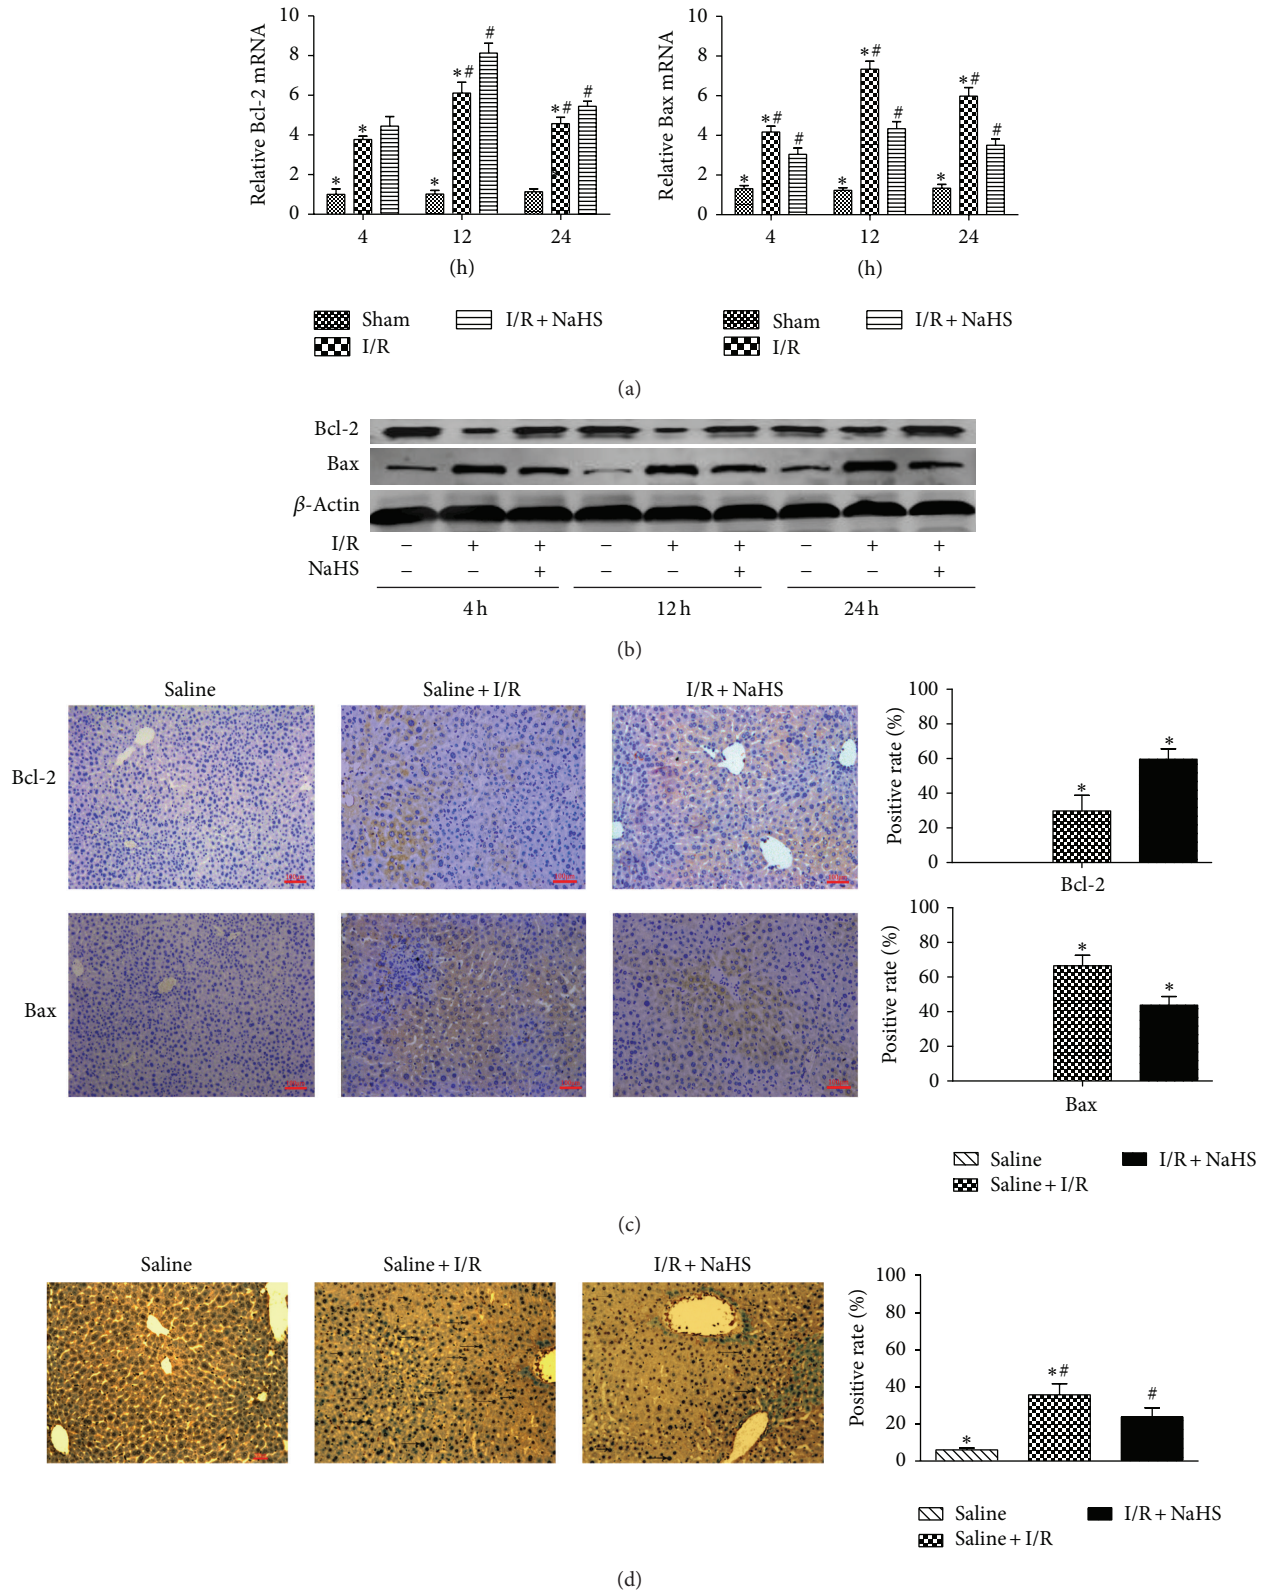 10
8
6
4
2
0
Relative Bcl-2 mRNA
*
*
*
*#
#
*#
#
4
12
24
(h)
Sham
I/R
I/R + NaHS
10
8
6
4
2
0
Relative Bax mRNA
*
*#
#
*
*#
#
*
*#
#
4
12
24
(h)
Sham
I/R
I/R + NaHS
(a)
Bcl-2
Bax
β-Actin
I/R − + + − + + − + +
NaHS − − + − − + − − +
4 h 12 h 24 h
(b)
Saline Saline + I/R I/R + NaHS
Bcl-2
Bax
100
80
60
40
20
0
Positive rate (%)
*
*
Bcl-2
100
80
60
40
20
0
Positive rate (%)
*
*
Bax
Saline
Saline + I/R
I/R + NaHS
(c)
Saline Saline + I/R I/R + NaHS
100
80
60
40
20
0
Positive rate (%)
*
*#
#
Saline
Saline + I/R
I/R + NaHS
(d)